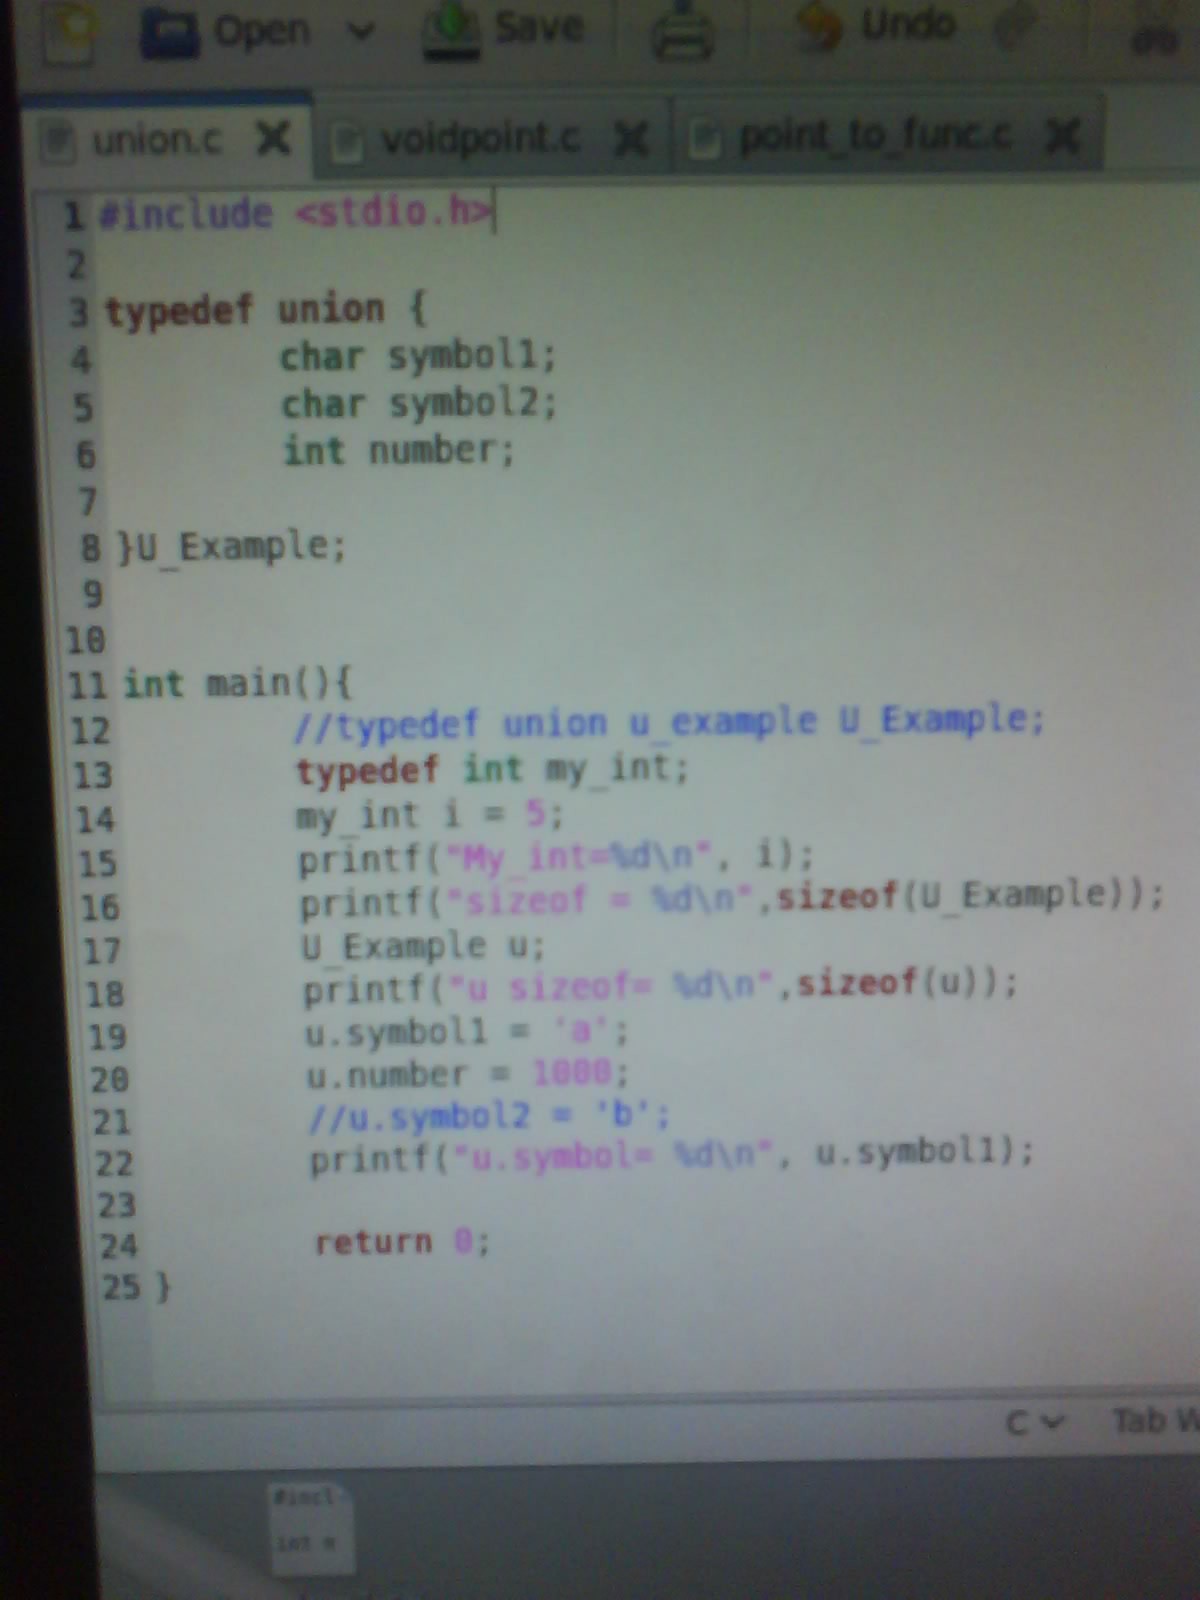 Open Save Undo
union.c voidpoint.c point_to_func.c
1 #include <stdio.h>
2
3 typedef union {
4 char symbol1;
5 char symbol2;
6 int number;
7
8 }U_Example;
9
10
11 int main(){
12 //typedef union u_example U_Example;
13 typedef int my_int;
14 my_int i = 5;
15 printf("My_int=%d\n", i);
16 printf("sizeof = %d\n",sizeof(U_Example));
17 U_Example u;
18 printf("u sizeof= %d\n",sizeof(u));
19 u.symbol1 = 'a';
20 u.number = 1000;
21 //u.symbol2 = 'b';
22 printf("u.symbol= %d\n", u.symbol1);
23
24 return 0;
25 }
C Tab W
#incl
int m